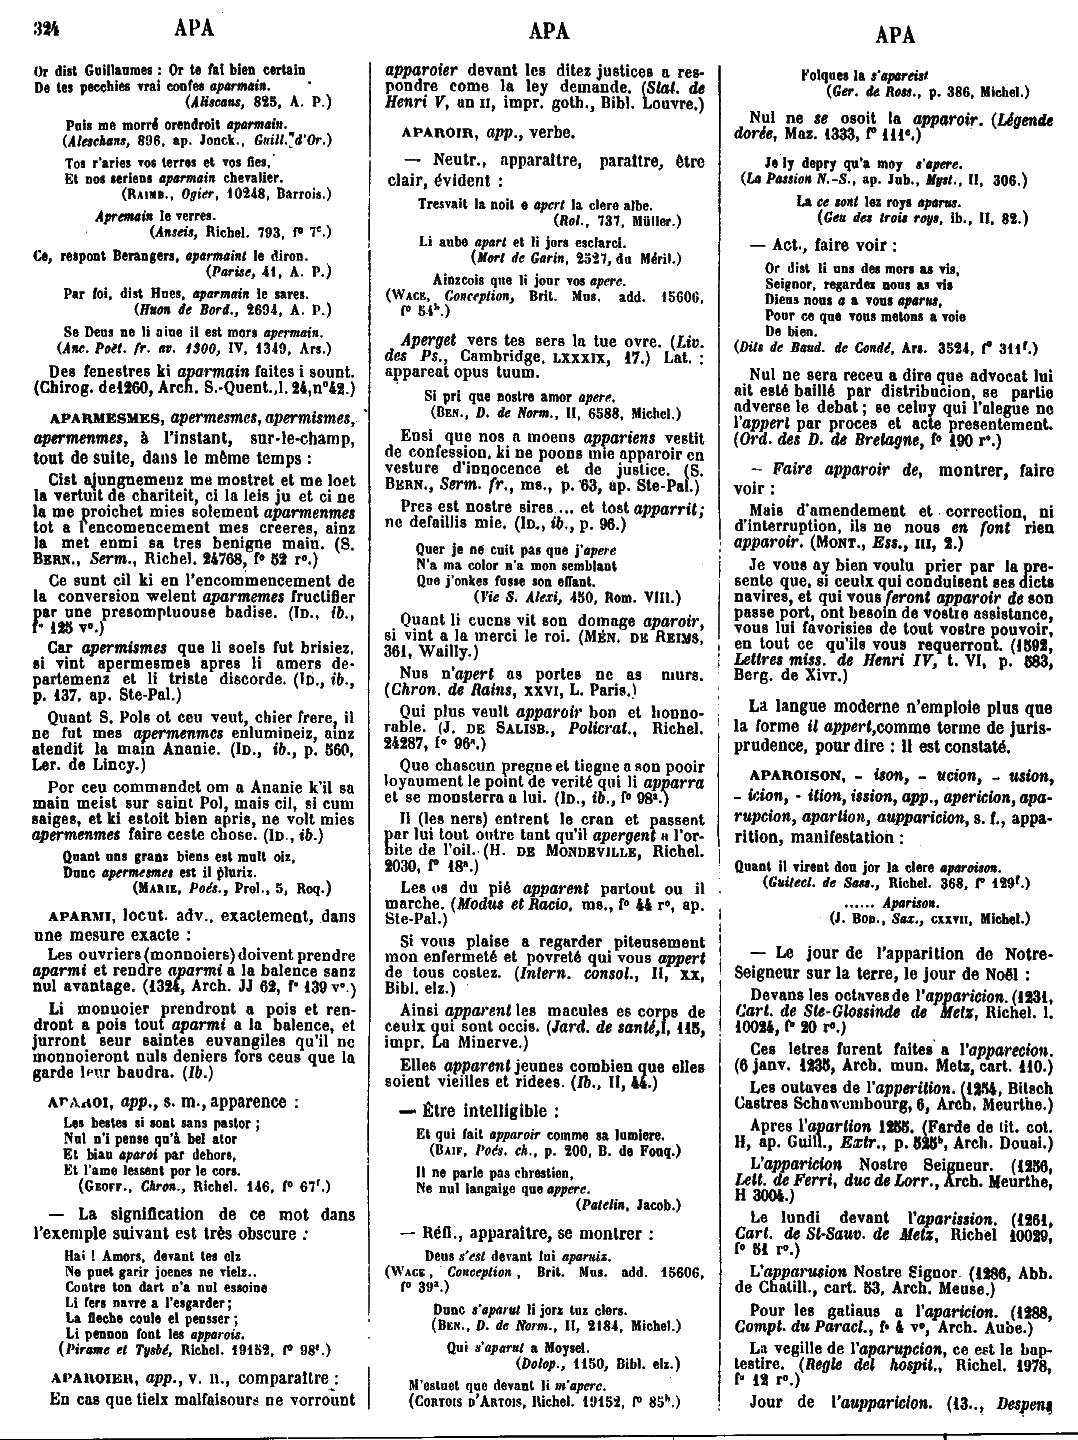 324 APA APA APA
Or dist Guillaumes : Or te fai bien certain
De tes pecchies vrai confes aparmain.
(Aliscans, 825, A. P.)
Puis me morré orendroit aparmain.
(Aleschans, 896, ap. Jonck., Guill. d'Or.)
Tos r'aries vos terres et vos fies,
Et nos seriens aparmain chevalier.
(RAIMB., Ogier, 10248, Barrois.)
Apremain le verres.
(Anseis, Richel. 793, f° 7ᶜ.)
Ce, respont Berangers, aparmaint le diron.
(Parise, 41, A. P.)
Par foi, dist Hues, aparmain le sares.
(Huon de Bord., 2694, A. P.)
Se Deus ne li aiue il est mors apermain.
(Anc. Poët. fr. av. 1300, IV, 1349, Ars.)
Des fenestres ki aparmain faites i sount.
(Chirog. de1260, Arch. S.-Quent.,l. 24,n°42.)
APARMESMES, apermesmes, apermismes,
apermenmes, à l'instant, sur-le-champ,
tout de suite, dans le même temps :
Cist ajungnemenz me mostret et me loet
la vertuit de chariteit, ci la leis ju et ci ne
la me proichet mies solement aparmenmes
tot a l'encomencement mes creeres, ainz
la met enmi sa tres benigne main. (S.
BERN., Serm., Richel. 24768, f° 52 r°.)
Ce sunt cil ki en l'encommencement de
la conversion welent aparmemes fructifier
par une presomptuouse badise. (ID., ib.,
f° 125 v°.)
Car apermismes que li soels fut brisiez,
si vint apermesmes apres li amers de-
partemenz et li triste discorde. (ID., ib.,
p. 137, ap. Ste-Pal.)
Quant S. Pols ot ceu veut, chier frere, il
ne fut mes apermenmes enlumineiz, ainz
atendit la main Ananie. (ID., ib., p. 560,
Ler. de Lincy.)
Por ceu commandet om a Ananie k'il sa
main meist sur saint Pol, mais cil, si cum
saiges, et ki estoit bien apris, ne volt mies
apermenmes faire ceste chose. (ID., ib.)
Quant uns granz biens est mult oiz,
Dunc apermesmes est il pluriz.
(MARIE, Poés., Prol., 5, Roq.)
APARMI, locut. adv., exactement, dans
une mesure exacte :
Les ouvriers (monnoiers) doivent prendre
aparmi et rendre aparmi a la balence sanz
nul avantage. (1324, Arch. JJ 62, f° 139 v°.)
Li monuoier prendront a pois et ren-
dront a pois tout aparmi a la balence, et
jurront seur saintes euvangiles qu'il ne
monnoieront nuls deniers fors ceus que la
garde leur baudra. (Ib.)
APAROI, app., s. m., apparence :
Les bestes si sont sans pastor ;
Nul n'i pense qu'à bel ator
Et biau aparoi par dehors,
Et l'ame lessent por le cors.
(GEOFF., Chron., Richel. 146, f° 67ᶠ.)
— La signification de ce mot dans
l'exemple suivant est très obscure :
Hai ! Amors, devant tes olz
Ne puet garir joenes ne vielz..
Contre ton dart n'a nul essoine
Li fers navre a l'esgarder ;
La fleche coule el penser ;
Li pennon font les aparois.
(Pirame et Tysbé, Richel. 19152, f° 98ᶠ.)
APAROIER, app., v. n., comparaître :
En cas que tielx malfaisours ne vorrount
apparoier devant les ditez justices a res-
pondre come la ley demande. (Stat. de
Henri V, an II, impr. goth., Bibl. Louvre.)
APAROIR, app., verbe.
— Neutr., apparaître, paraître, être
clair, évident :
Tresvait la noit e apert la clere albe.
(Rol., 737, Müller.)
Li aube apart et li jors esclarci.
(Mort de Garin, 2527, du Méril.)
Ainzcois que li jour vos apere.
(WACE, Conception, Brit. Mus. add. 15606,
f° 54ᵇ.)
Aperget vers tes sers la tue ovre. (Liv.
des Ps., Cambridge, LXXXIX, 17.) Lat. :
appareat opus tuum.
Si pri que nostre amor apere.
(BEN., D. de Norm., II, 6588, Michel.)
Ensi que nos a moens appariens vestit
de confession, ki ne poons mie apparoir en
vesture d'innocence et de justice. (S.
BERN., Serm. fr., ms., p. 63, ap. Ste-Pal.)
Pres est nostre sires ... et tost apparrit;
ne defaillis mie. (ID., ib., p. 96.)
Quer je ne cuit pas que j'apere
N'a ma color n'a mon semblant
Que j'onkes fusse son effant.
(Vie S. Alexi, 450, Rom. VIII.)
Quant li cuens vit son domage aparoir,
si vint a la merci le roi. (MÉN. DE REIMS,
361, Wailly.)
Nus n'apert as portes ne as murs.
(Chron. de Rains, XXVI, L. Paris.)
Qui plus veult apparoir bon et honno-
rable. (J. DE SALISB., Policrat., Richel.
24287, f° 96ᵃ.)
Que chascun pregne et tiegne a son pooir
loyaument le point de verité qui li apparra
et se monsterra a lui. (ID., ib., f° 98ᵃ.)
Il (les ners) entrent le cran et passent
par lui tout outre tant qu'il apergent a l'or-
bite de l'oil. (H. DE MONDEVILLE, Richel.
2030, f° 18ᵃ.)
Les os du pié apparent partout ou il
marche. (Modus et Racio, ms., f° 44 r°, ap.
Ste-Pal.)
Si vous plaise a regarder piteusement
mon enfermeté et povreté qui vous appert
de tous costez. (Intern. consol., II, XX,
Bibl. elz.)
Ainsi apparent les macules es corps de
ceulx qui sont occis. (Jard. de santé,I, 115,
impr. La Minerve.)
Elles apparent jeunes combien que elles
soient vieilles et ridees. (Ib., II, 44.)
— Être intelligible :
Et qui fait apparoir comme sa lumiere.
(BAIF, Poés. ch., p. 200, B. de Fouq.)
Il ne parle pas chrestien,
Ne nul langaige que appere.
(Patelin, Jacob.)
— Réfl., apparaître, se montrer :
Deus s'est devant lui aparuiz.
(WACE, Conception, Brit. Mus. add. 15606,
f° 39ᵃ.)
Dunc s'aparut li jorz tuz clers.
(BEN., D. de Norm., II, 2184, Michel.)
Qui s'aparut a Moysel.
(Dolop., 1150, Bibl. elz.)
M'estuet que devant li m'apere.
(CORTOIS D'ARTOIS, Richel. 19152, f° 85ᵇ.)
Folques la s'apareist
(Ger. de Ross., p. 386, Michel.)
Nul ne se osoit la apparoir. (Légende
dorée, Maz. 1333, f° 111ᵉ.)
Je ly depry qu'a moy s'apere.
(La Passion N.-S., ap. Jub., Myst., II, 306.)
La ce sont lez roys aparus.
(Geu des trois roys, ib., II, 82.)
— Act., faire voir :
Or dist li uns des mors as vis,
Seignor, regardez nous as vis
Diens nous a a vous aparus,
Pour ce que vous metons a voie
De bien.
(Dits de Baud. de Condé, Ars. 3524, f° 311ᶠ.)
Nul ne sera receu a dire que advocat lui
ait esté baillé par distribucion, se partie
adverse le debat ; se celuy qui l'alegue ne
l'appert par proces et acte presentement.
(Ord. des D. de Bretagne, f° 190 r°.)
— Faire apparoir de, montrer, faire
voir :
Mais d'amendement et correction, ni
d'interruption, ils ne nous en font rien
apparoir. (MONT., Ess., III, 2.)
Je vous ay bien voulu prier par la pre-
sente que, si ceulx qui conduisent ses dicts
navires, et qui vous feront apparoir de son
passe port, ont besoin de vostre assistance,
vous lui favorisies de tout vostre pouvoir,
en tout ce qu'ils vous requerront. (1592,
Lettres miss. de Henri IV, t. VI, p. 583,
Berg. de Xivr.)
La langue moderne n'emploie plus que
la forme il appert,comme terme de juris-
prudence, pour dire : Il est constaté.
APAROISON, - ison, - ucion, - usion,
- icion, - ition, ission, app., apericion, apa-
rupcion, apartion, aupparicion, s. f., appa-
rition, manifestation :
Quant il virent dou jor la clere aparoison.
(Guitecl. de Sass., Richel. 368, f° 129ᶠ.)
...... Aparison.
(J. BOD., Sax., CXXVII, Michel.)
— Le jour de l'apparition de Notre-
Seigneur sur la terre, le jour de Noël :
Devans les octaves de l'apparicion. (1231,
Cart. de Ste-Glossinde de Metz, Richel. l.
10024, f° 20 r°.)
Ces letres furent faites a l'apparecion.
(6 janv. 1235, Arch. mun. Metz, cart. 110.)
Les outaves de l'apperition. (1254, Bitsch
Castres Schawembourg, 6, Arch. Meurthe.)
Apres l'apartion 1255. (Farde de tit. cot.
H, ap. Guill., Extr., p. 525ᵇ, Arch. Douai.)
L'apparicion Nostre Seigneur. (1256,
Lett. de Ferri, duc de Lorr., Arch. Meurthe,
H 3004.)
Le lundi devant l'aparission. (1261,
Cart. de St-Sauv. de Metz, Richel 10029,
f° 51 r°.)
L'apparusion Nostre Signor. (1286, Abb.
de Chatill., cart. 53, Arch. Meuse.)
Pour les gatiaus a l'aparicion. (1288,
Compt. du Paracl., f° 4 v°, Arch. Aube.)
La vegille de l'aparupcion, ce est le bap-
testire. (Regle del hospit., Richel. 1978,
f° 12 r°.)
Jour de l'aupparicion. (13.., Despens